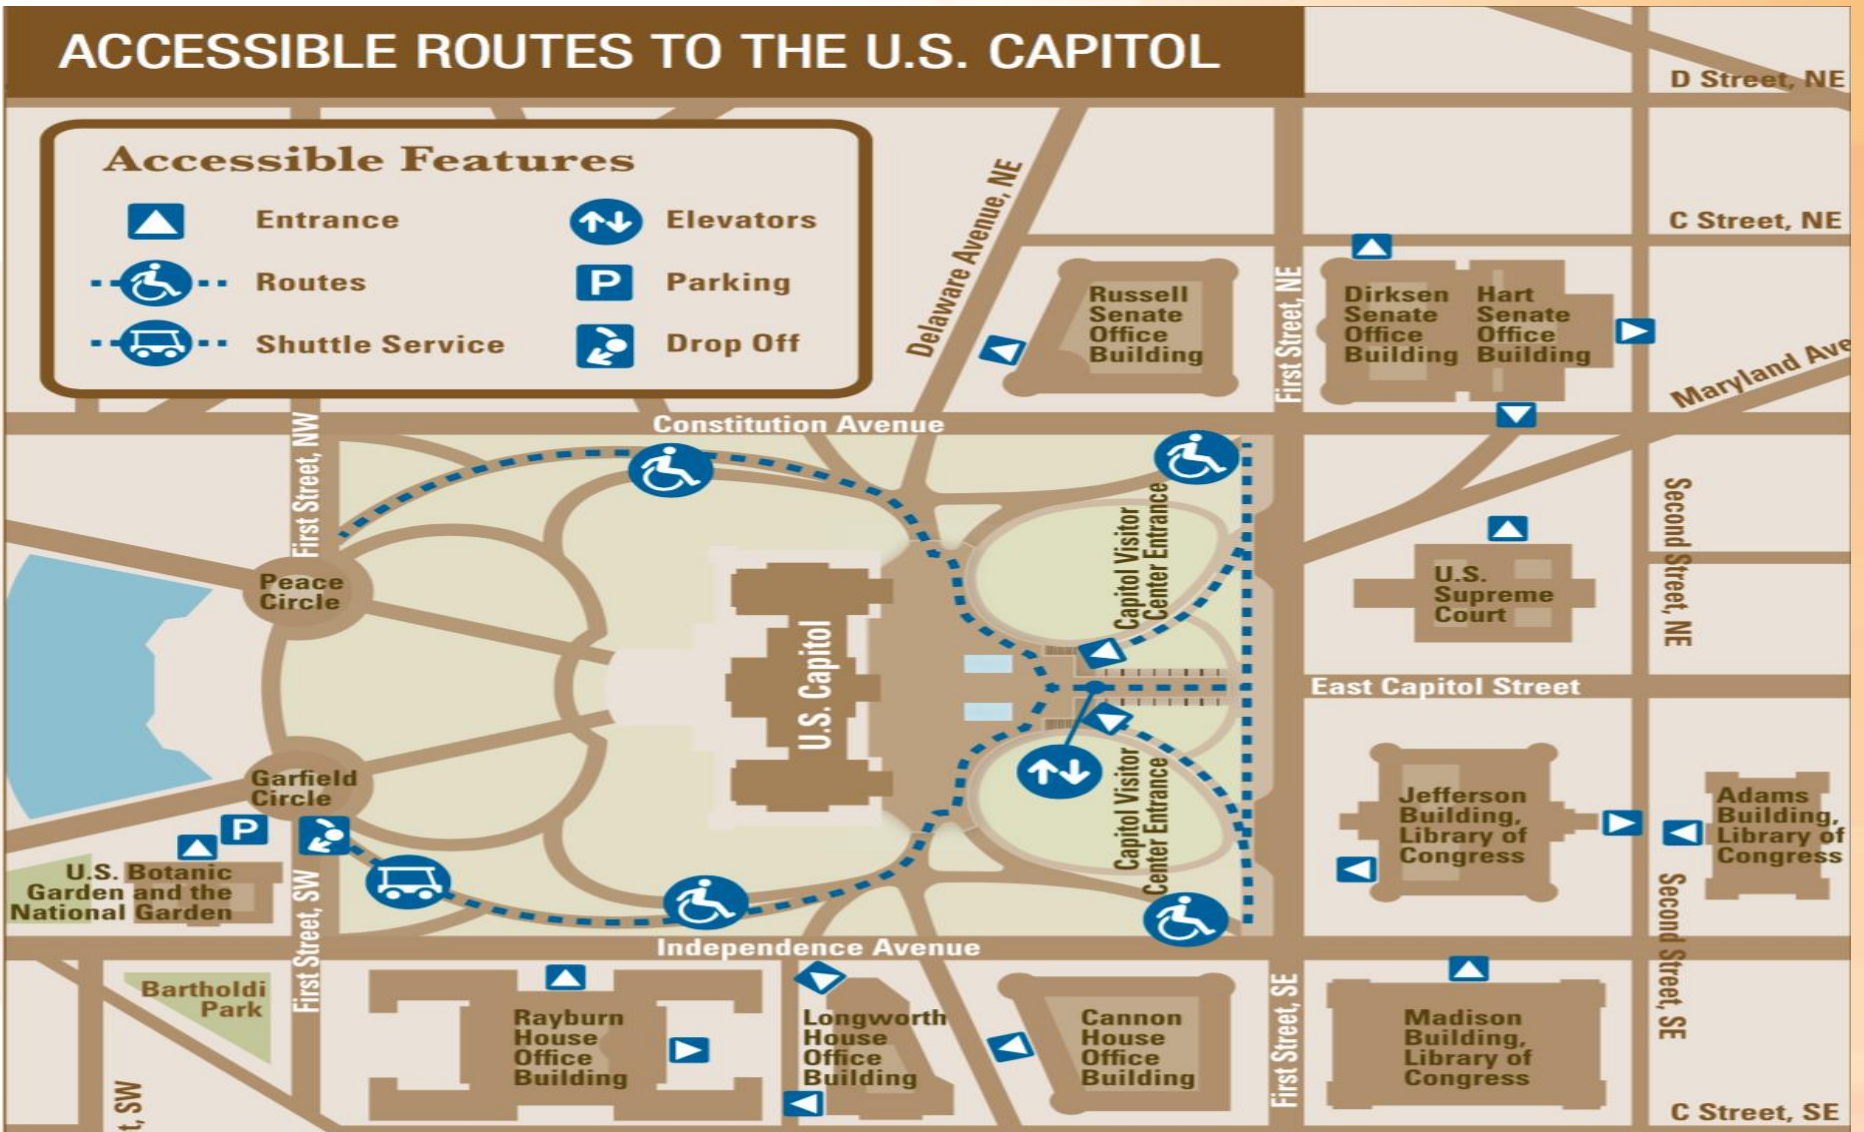 ACCESSIBLE ROUTES TO THE U.S. CAPITOL
Accessible Features
Entrance
Elevators
Routes
P
Parking
Shuttle Service
Drop Off
D Street, NE
C Street, NE
Delaware Avenue, NE
Russell
Senate
Office
Building
First Street, NE
Dirksen
Senate
Office
Building
Hart
Senate
Office
Building
Maryland Ave
Constitution Avenue
First Street, NW
Capitol Visitor
Center Entrance
Second Street, NE
Peace
Circle
U.S.
Supreme
Court
U.S. Capitol
East Capitol Street
Garfield
Circle
P
Capitol Visitor
Center Entrance
Jefferson
Building,
Library of
Congress
Adams
Building,
Library of
Congress
U.S. Botanic
Garden and the
National Garden
First Street, SW
Second Street, SE
Independence Avenue
Bartholdi
Park
Rayburn
House
Office
Building
Longworth
House
Office
Building
Cannon
House
Office
Building
First Street, SE
Madison
Building,
Library of
Congress
t, SW
C Street, SE